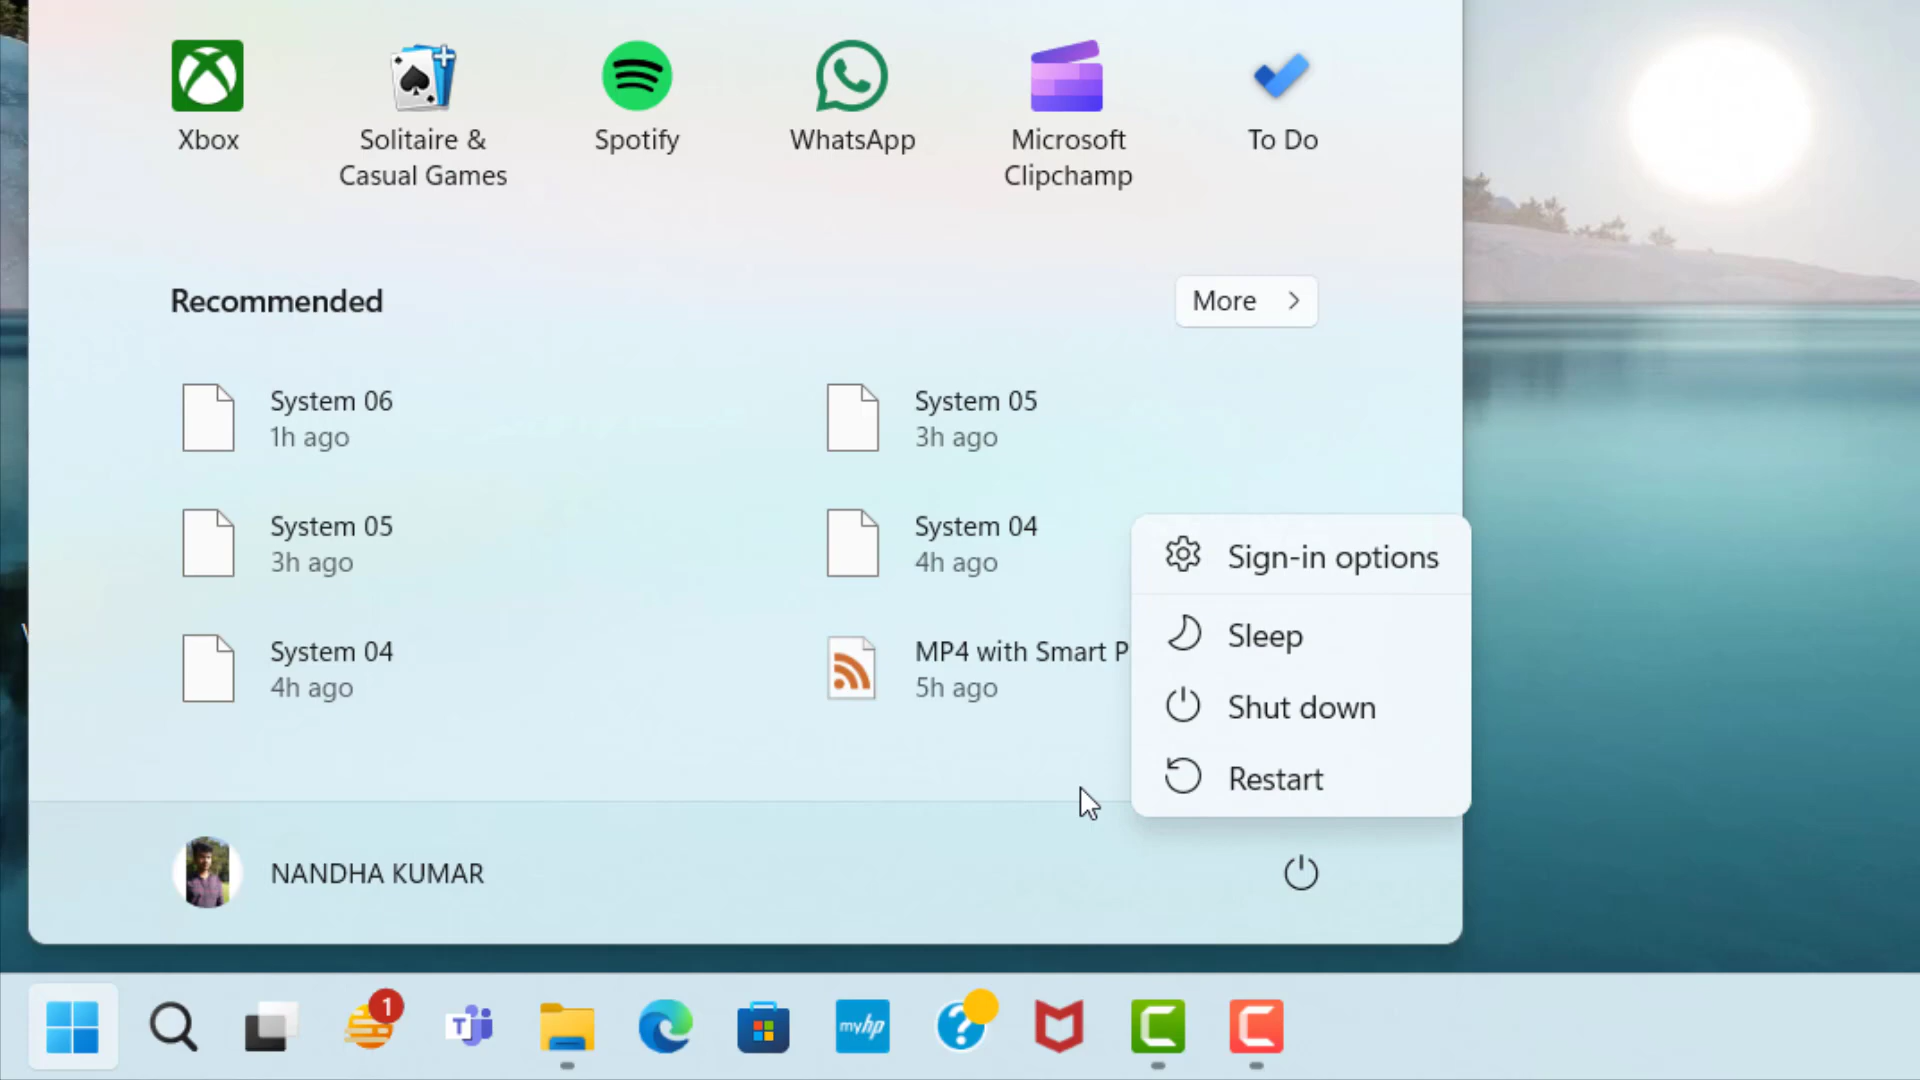 Xbox
Solitaire &
Casual Games
Spotify
WhatsApp
Microsoft
Clipchamp
To Do
Recommended
More
System 06
1h ago
System 05
3h ago
System 05
3h ago
System 04
4h ago
System 04
4h ago
MP4 with Smart P
5h ago
Sign-in options
Sleep
Shut down
Restart
NANDHA KUMAR
1
T
myhp
?